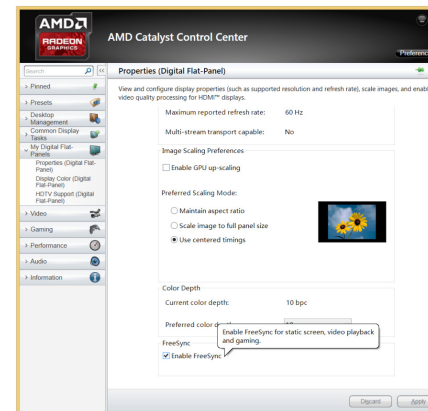 AMD
RADEON
GRAPHICS
AMD Catalyst Control Center
Preferenc
Search
Properties (Digital Flat-Panel)
View and configure display properties (such as supported resolution and refresh rate), scale images, and enabl
video quality processing for HDMI™ displays.
Pinned
Presets
Desktop
Management
Common Display
Tasks
My Digital Flat-
Panels
Properties (Digital Flat-
Panel)
Display Color (Digital
Flat-Panel)
HDTV Support (Digital
Flat-Panel)
Video
Gaming
Performance
Audio
Information
Maximum reported refresh rate: 60 Hz
Multi-stream transport capable: No
Image Scaling Preferences
Enable GPU up-scaling
Preferred Scaling Mode:
Maintain aspect ratio
Scale image to full panel size
Use centered timings
Color Depth
Current color depth: 10 bpc
Preferred color d
Enable FreeSync for static screen, video playback
and gaming.
FreeSync
Enable FreeSync
Discard
Apply